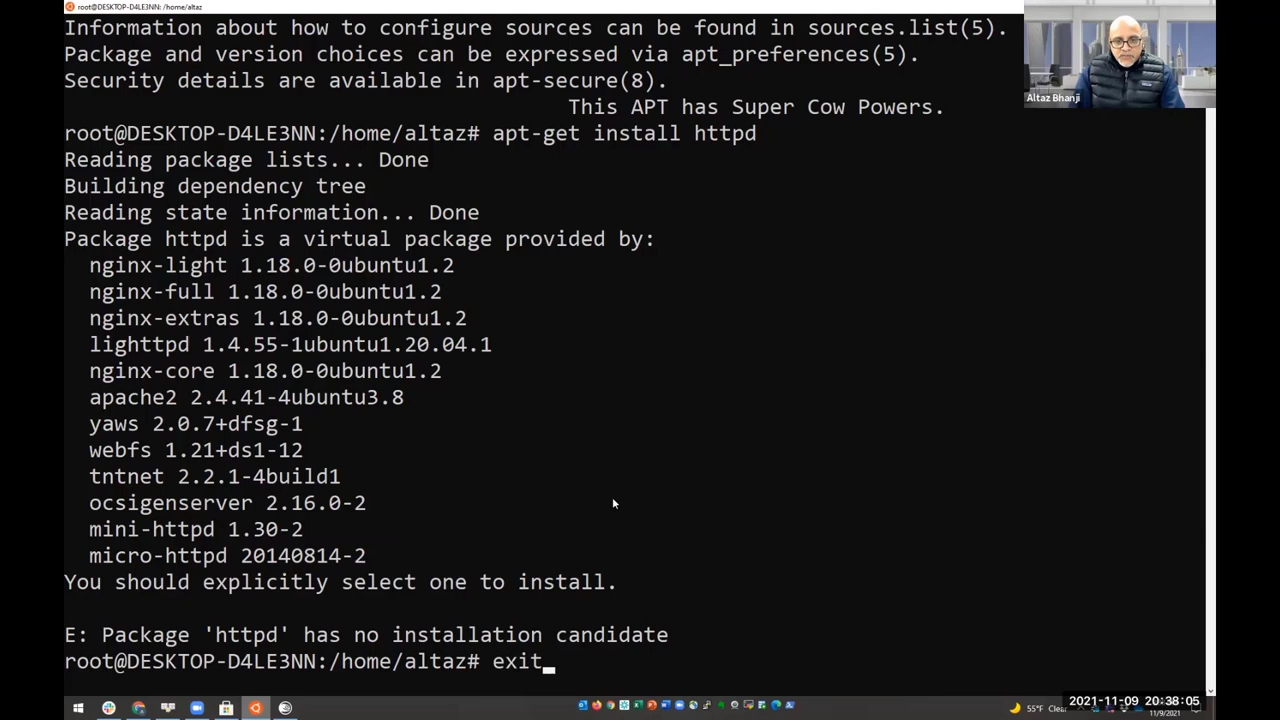 root@DESKTOP-D4LE3NN: /home/altaz
Information about how to configure sources can be found in sources.list(5).
Package and version choices can be expressed via apt_preferences(5).
Security details are available in apt-secure(8).
This APT has Super Cow Powers.
root@DESKTOP-D4LE3NN:/home/altaz# apt-get install httpd
Reading package lists... Done
Building dependency tree
Reading state information... Done
Package httpd is a virtual package provided by:
nginx-light 1.18.0-0ubuntu1.2
nginx-full 1.18.0-0ubuntu1.2
nginx-extras 1.18.0-0ubuntu1.2
lighttpd 1.4.55-1ubuntu1.20.04.1
nginx-core 1.18.0-0ubuntu1.2
apache2 2.4.41-4ubuntu3.8
yaws 2.0.7+dfsg-1
webfs 1.21+ds1-12
tntnet 2.2.1-4build1
ocsigenserver 2.16.0-2
mini-httpd 1.30-2
micro-httpd 20140814-2
You should explicitly select one to install.
E: Package 'httpd' has no installation candidate
root@DESKTOP-D4LE3NN:/home/altaz# exit
Altaz Bhanji
55°F Clear
2021-11-09 20:38:05
11/9/2021